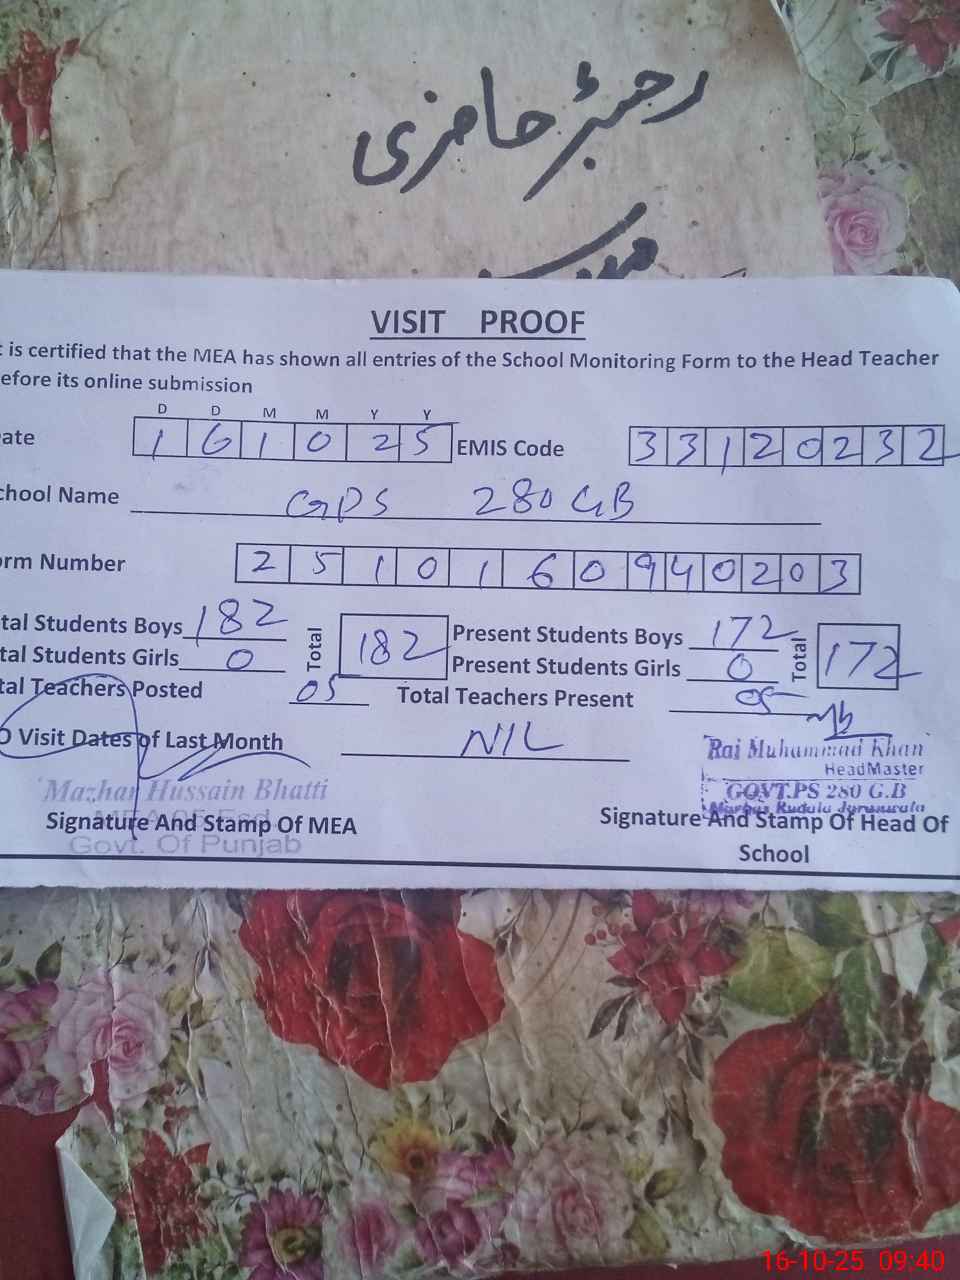 رجسٹر حاضری
VISIT PROOF
is certified that the MEA has shown all entries of the School Monitoring Form to the Head Teacher
efore its online submission
D D M M Y Y
ate 1 6 1 0 2 5 EMIS Code 3 3 1 2 0 2 3 2
chool Name GPS 280 GB
rm Number 2 5 1 0 1 6 0 9 4 0 2 0 3
tal Students Boys 182 Total 182 Present Students Boys 172 Total 172
tal Students Girls 0 Present Students Girls 0
tal Teachers Posted 05 Total Teachers Present 05
O Visit Dates of Last Month NIL
Rai Muhammad Khan
HeadMaster
GOVT.PS 280 G.B
Markaz Kudala Jaranwala
Mazhar Hussain Bhatti
Signature And Stamp Of MEA
Govt. Of Punjab
Signature And Stamp Of Head Of
School
16-10-25 09:40